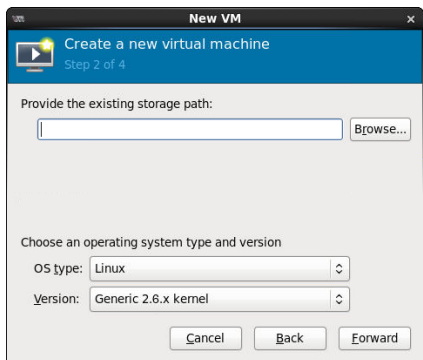 New VM
Create a new virtual machine
Step 2 of 4
Provide the existing storage path:
Browse...
Choose an operating system type and version
OS type: Linux
Version: Generic 2.6.x kernel
Cancel Back Forward